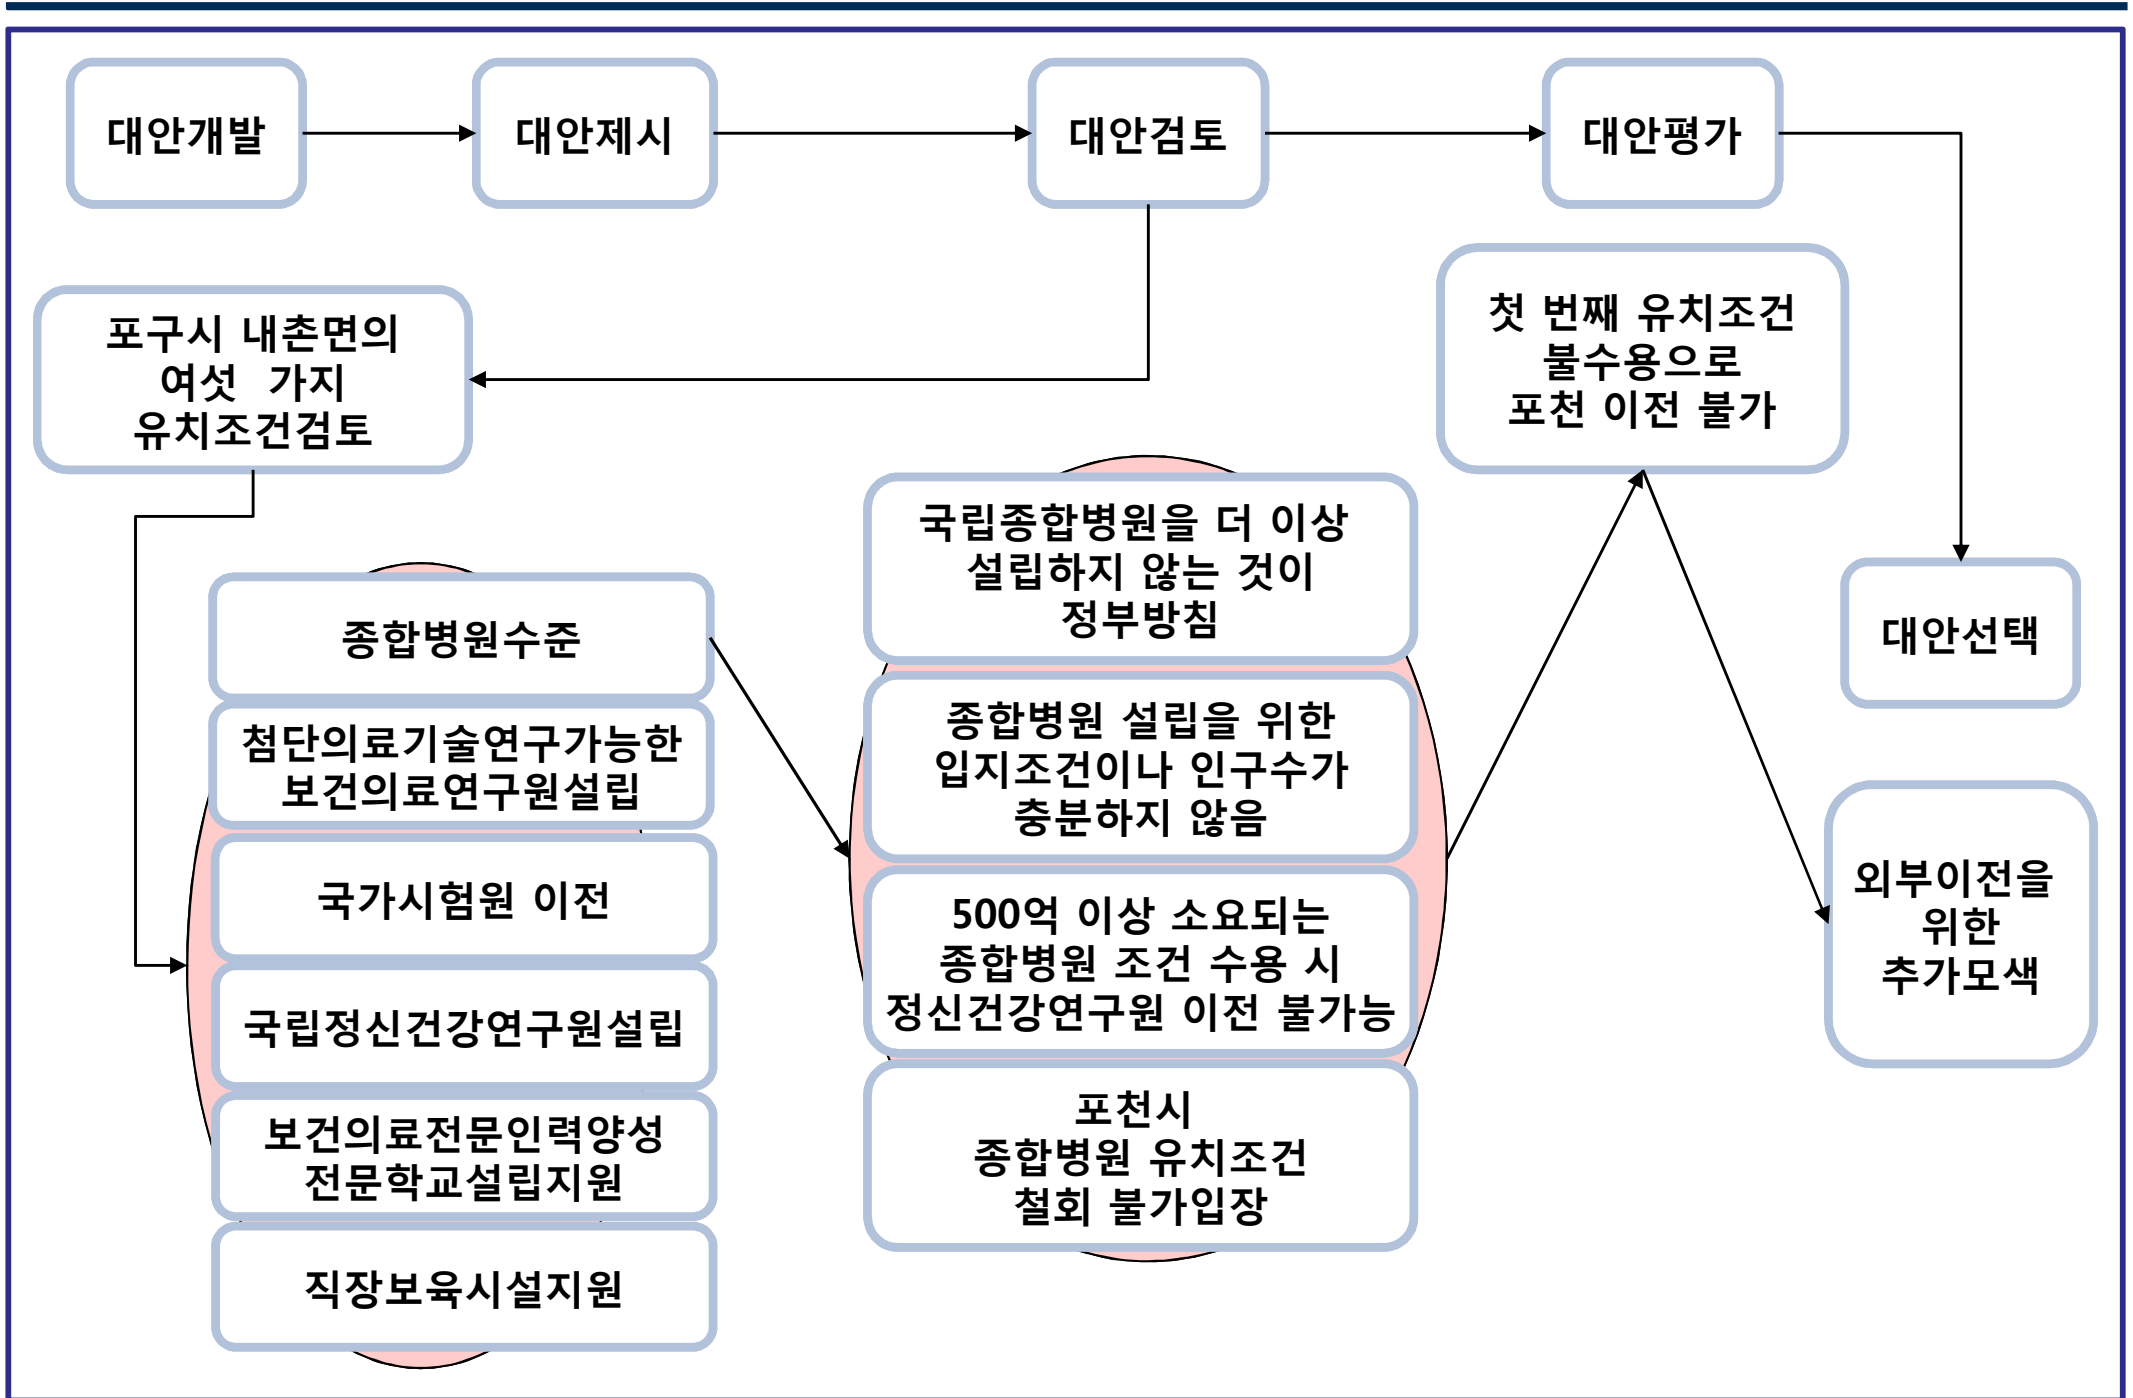 대안개발
대안제시
대안검토
대안평가
포구시 내촌면의
여섯 가지
유치조건검토
첫 번째 유치조건
불수용으로
포천 이전 불가
종합병원수준
첨단의료기술연구가능한
보건의료연구원설립
국가시험원 이전
국립정신건강연구원설립
보건의료전문인력양성
전문학교설립지원
직장보육시설지원
국립종합병원을 더 이상
설립하지 않는 것이
정부방침
종합병원 설립을 위한
입지조건이나 인구수가
충분하지 않음
500억 이상 소요되는
종합병원 조건 수용 시
정신건강연구원 이전 불가능
포천시
종합병원 유치조건
철회 불가입장
대안선택
외부이전을
위한
추가모색